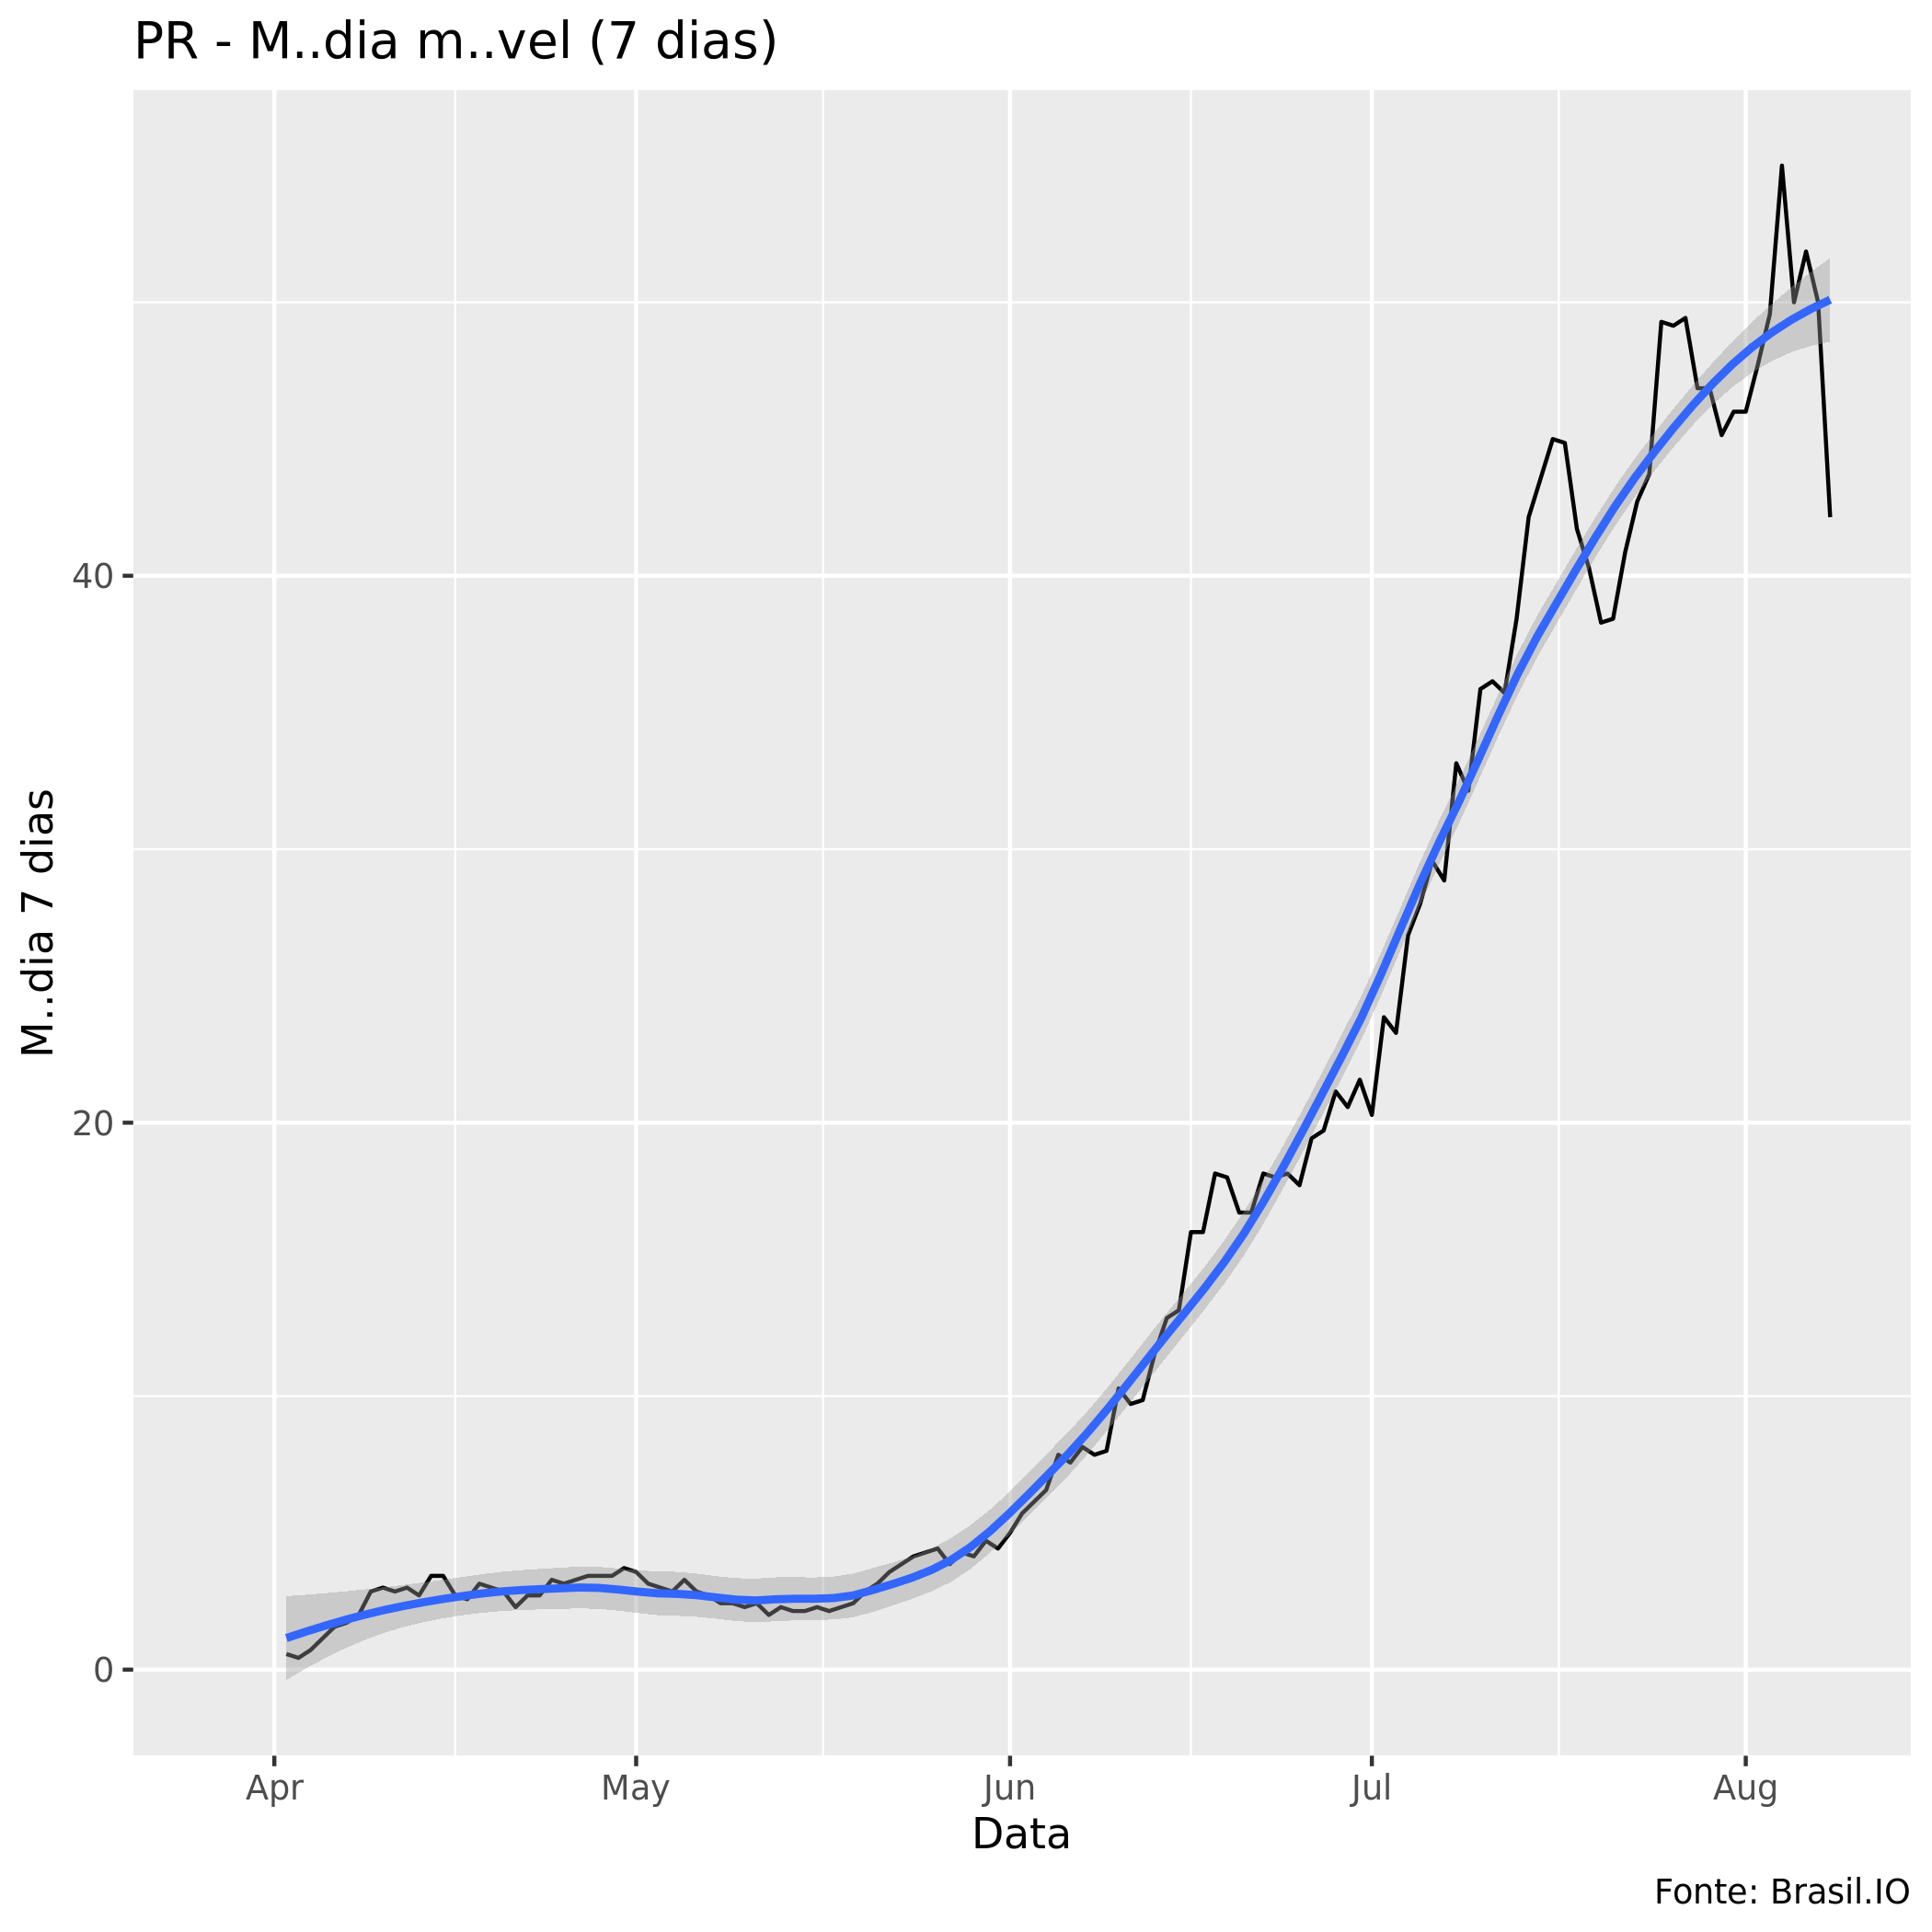 PR - M..dia m..vel (7 dias)
M..dia 7 dias
40
20
0
Apr May Jun Jul Aug
Data
Fonte: Brasil.IO